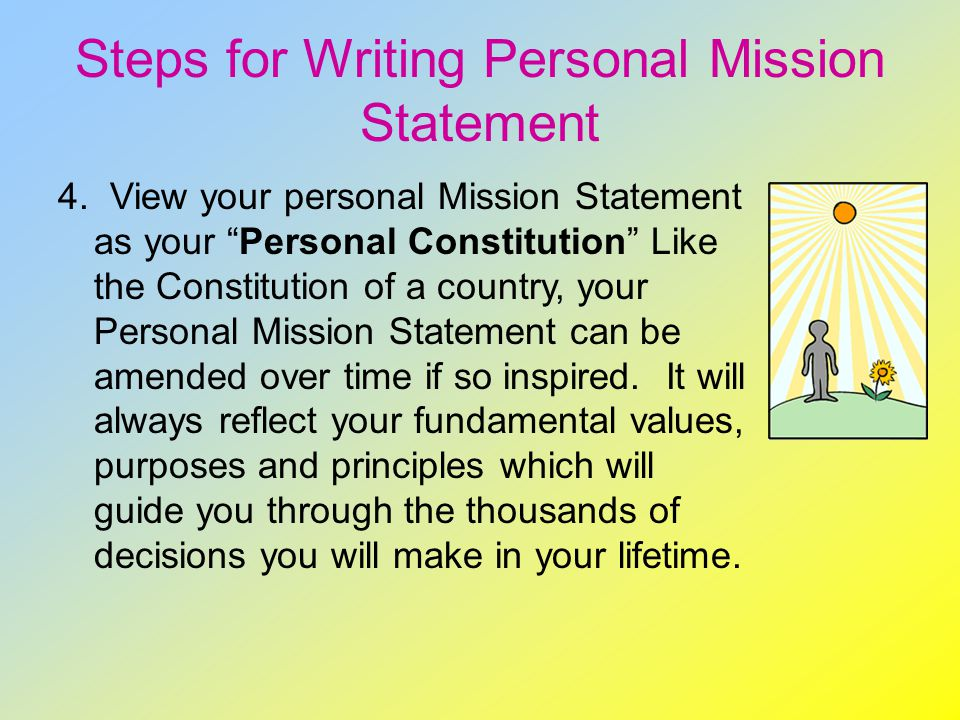 Steps for Writing Personal Mission
Statement
4. View your personal Mission Statement
as your “Personal Constitution” Like
the Constitution of a country, your
Personal Mission Statement can be
amended over time if so inspired. It will
always reflect your fundamental values,
purposes and principles which will
guide you through the thousands of
decisions you will make in your lifetime.